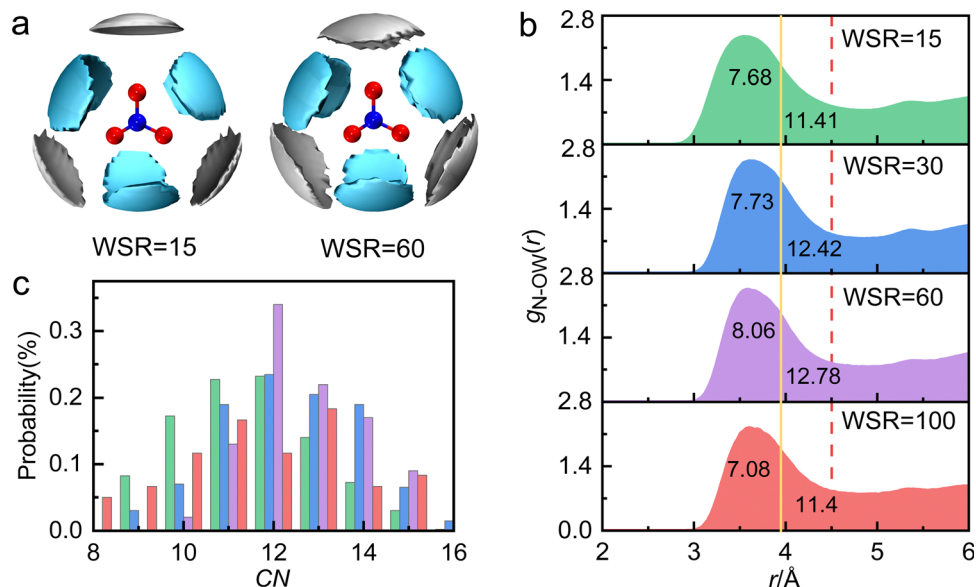 a
WSR=15
WSR=60
b
2.8
1.4
2.8
1.4
2.8
1.4
2.8
1.4
0.0
gN-OW(r)
WSR=15
7.68
11.41
WSR=30
7.73
12.42
WSR=60
8.06
12.78
WSR=100
7.08
11.4
2 3 4 5 6
r/Å
c
Probability(%)
0.3
0.2
0.1
0.0
8 10 12 14 16
CN